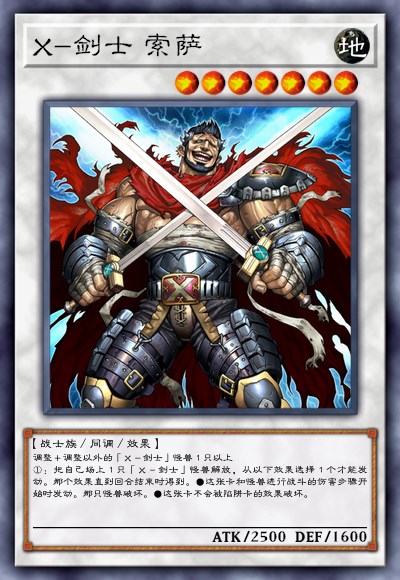 X－剑士 索萨
地
【战士族／同调／效果】
调整＋调整以外的「X－剑士」怪兽1只以上
①：把自己场上1只「X－剑士」怪兽解放，从以下效果选择1个才能发
动。那个效果直到回合结束时得到。●这张卡和怪兽进行战斗的伤害步骤开
始时发动。那只怪兽破坏。●这张卡不会被陷阱卡的效果破坏。
ATK/2500 DEF/1600